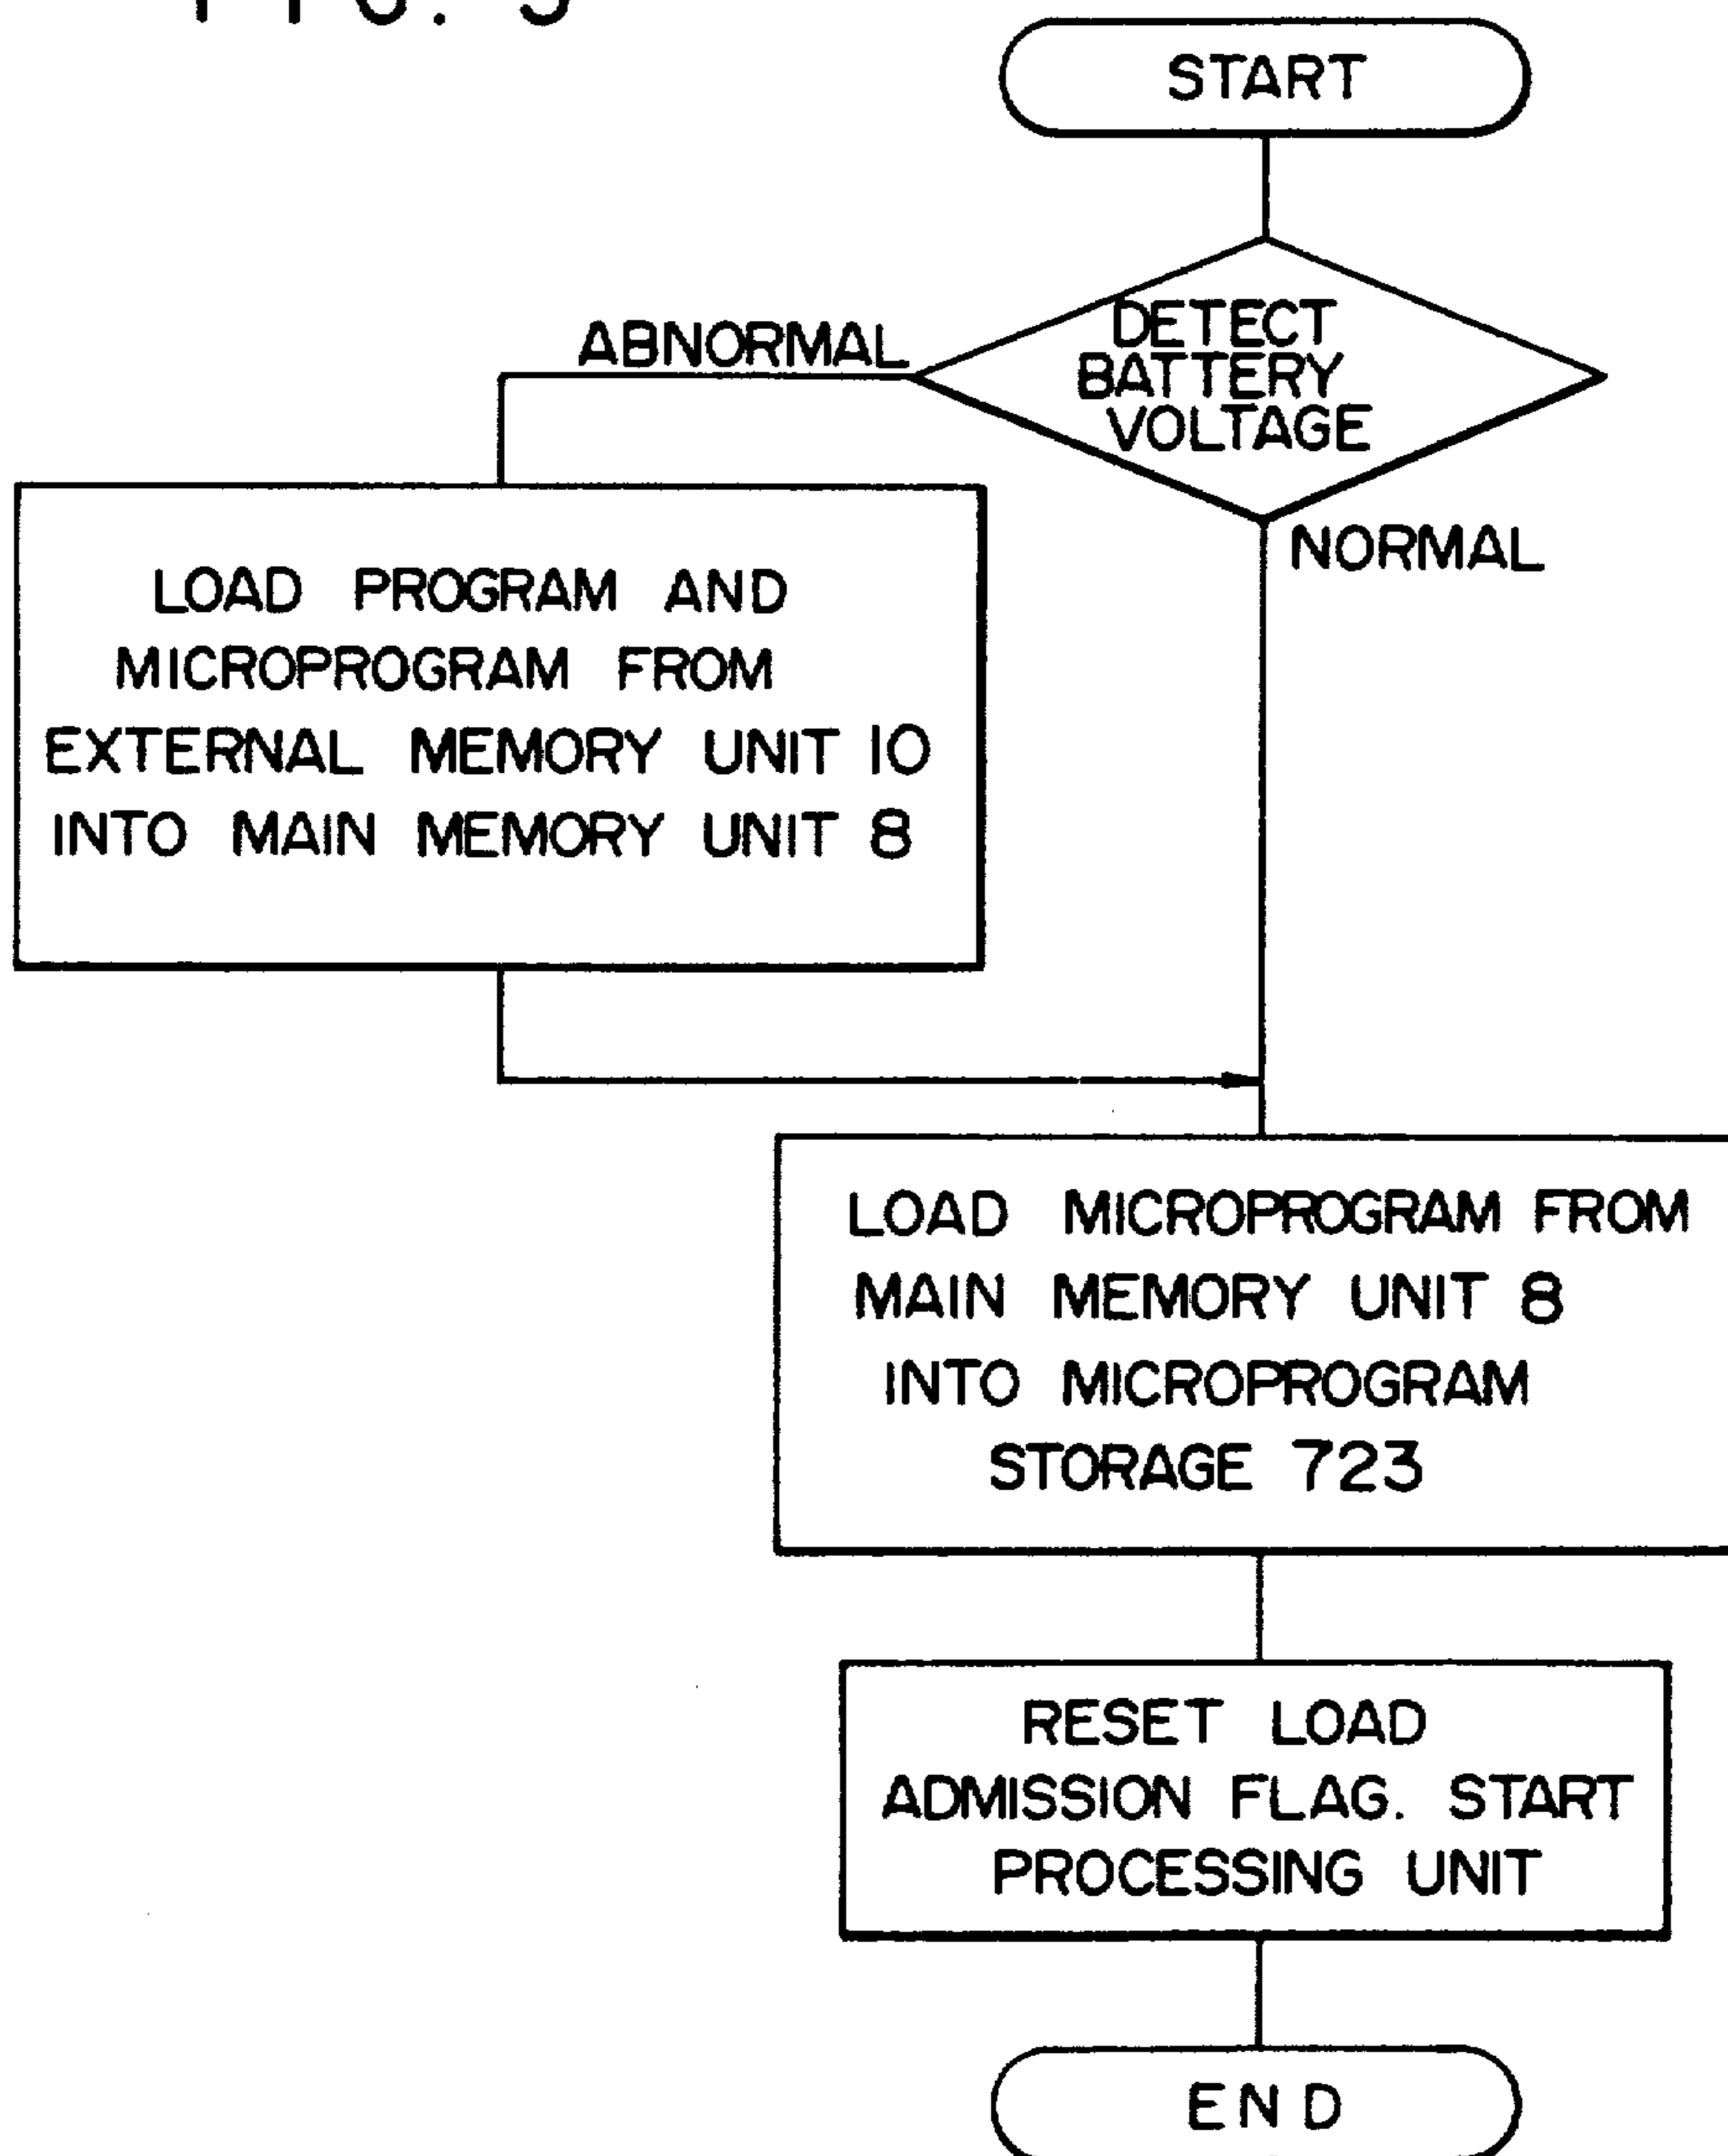 START
DETECT
BATTERY
VOLTAGE
ABNORMAL
NORMAL
LOAD PROGRAM AND
MICROPROGRAM FROM
EXTERNAL MEMORY UNIT 10
INTO MAIN MEMORY UNIT 8
LOAD MICROPROGRAM FROM
MAIN MEMORY UNIT 8
INTO MICROPROGRAM
STORAGE 723
RESET LOAD
ADMISSION FLAG. START
PROCESSING UNIT
END